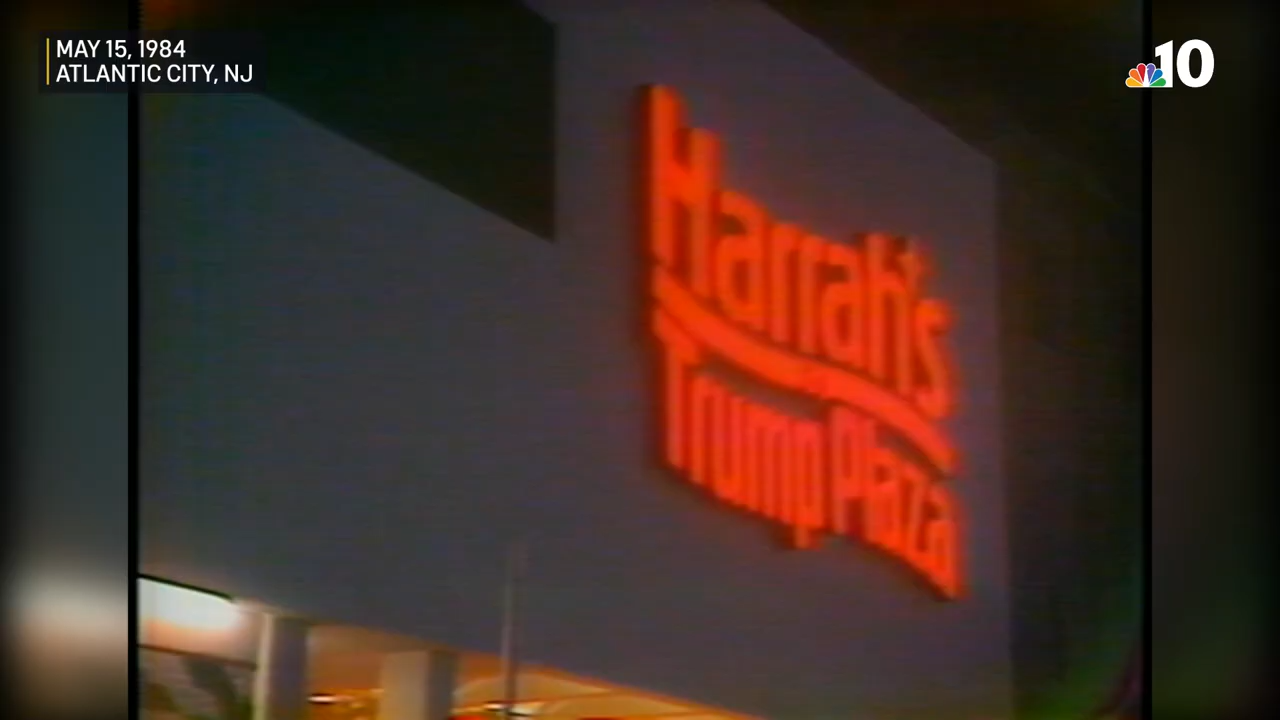 MAY 15, 1984
ATLANTIC CITY, NJ
10
Harrah's
Trump Plaza